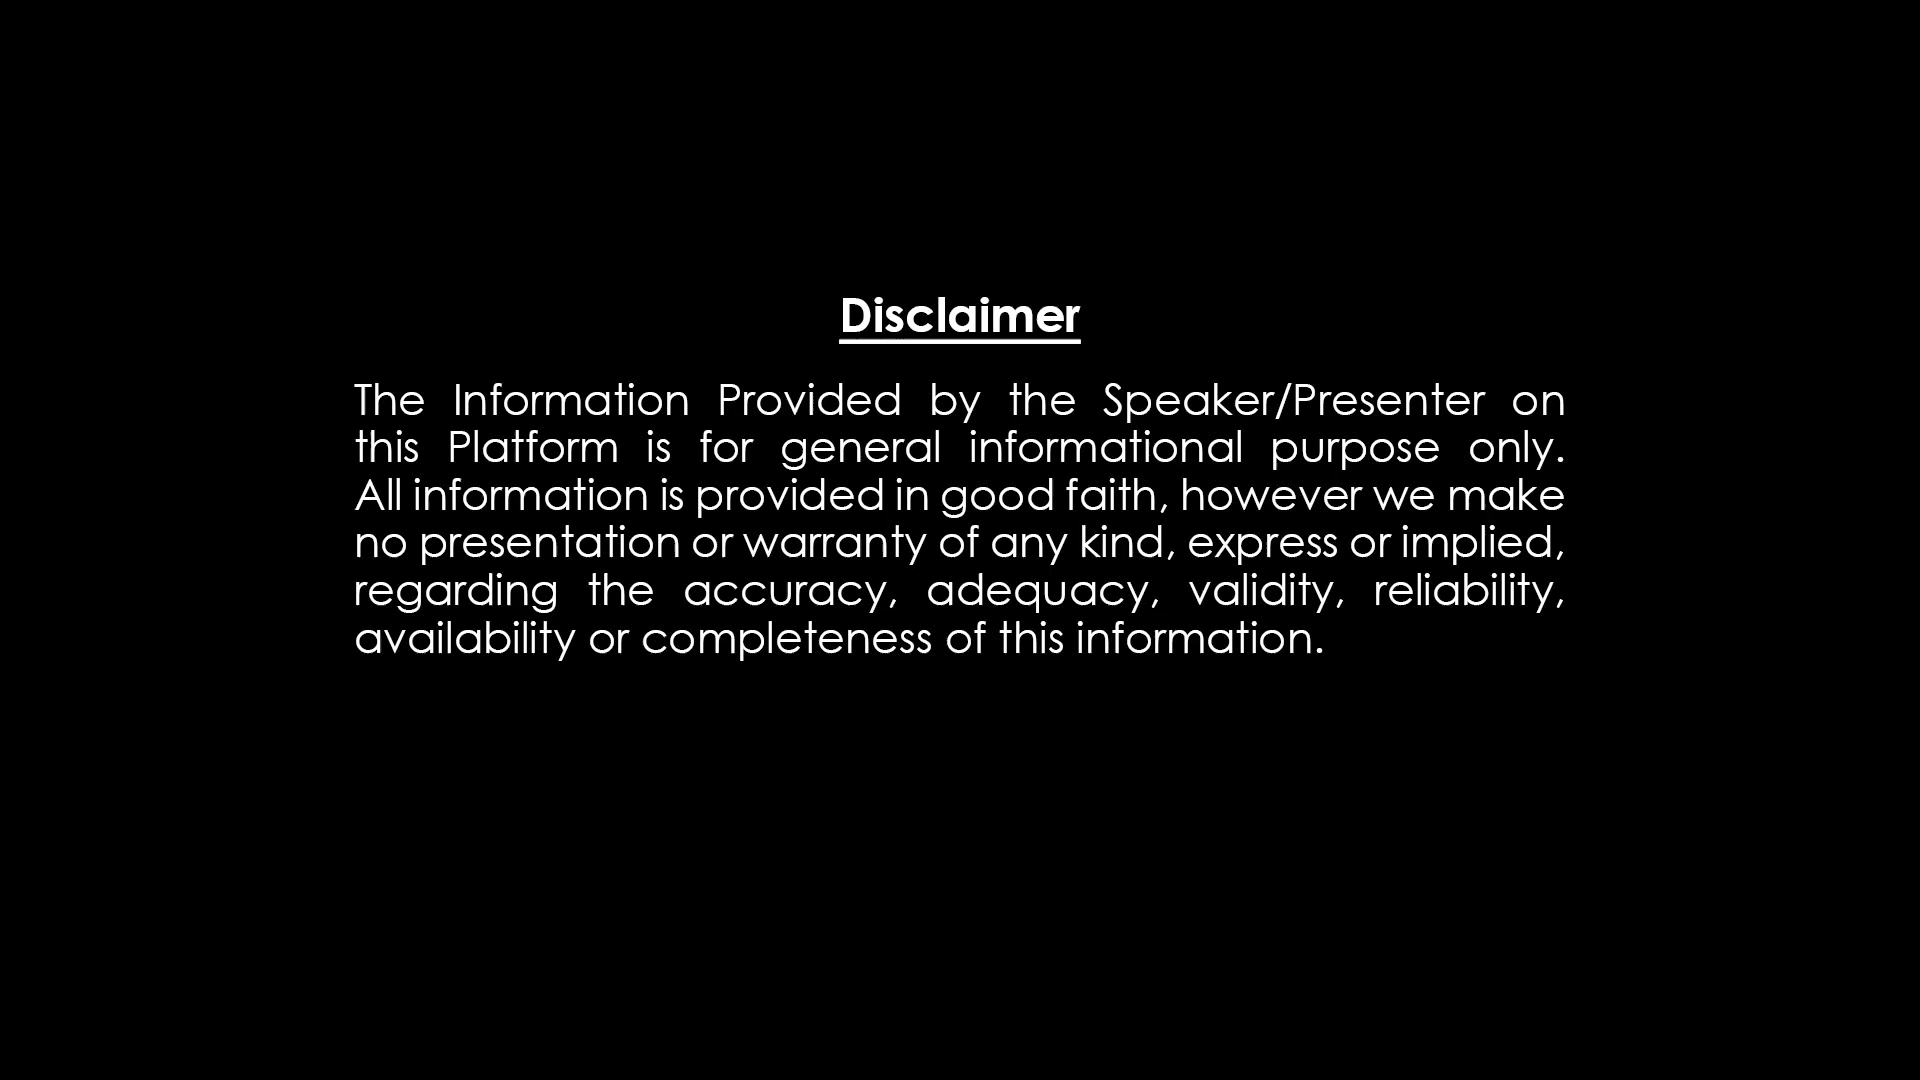 Disclaimer
The Information Provided by the Speaker/Presenter on
this Platform is for general informational purpose only.
All information is provided in good faith, however we make
no presentation or warranty of any kind, express or implied,
regarding the accuracy, adequacy, validity, reliability,
availability or completeness of this information.